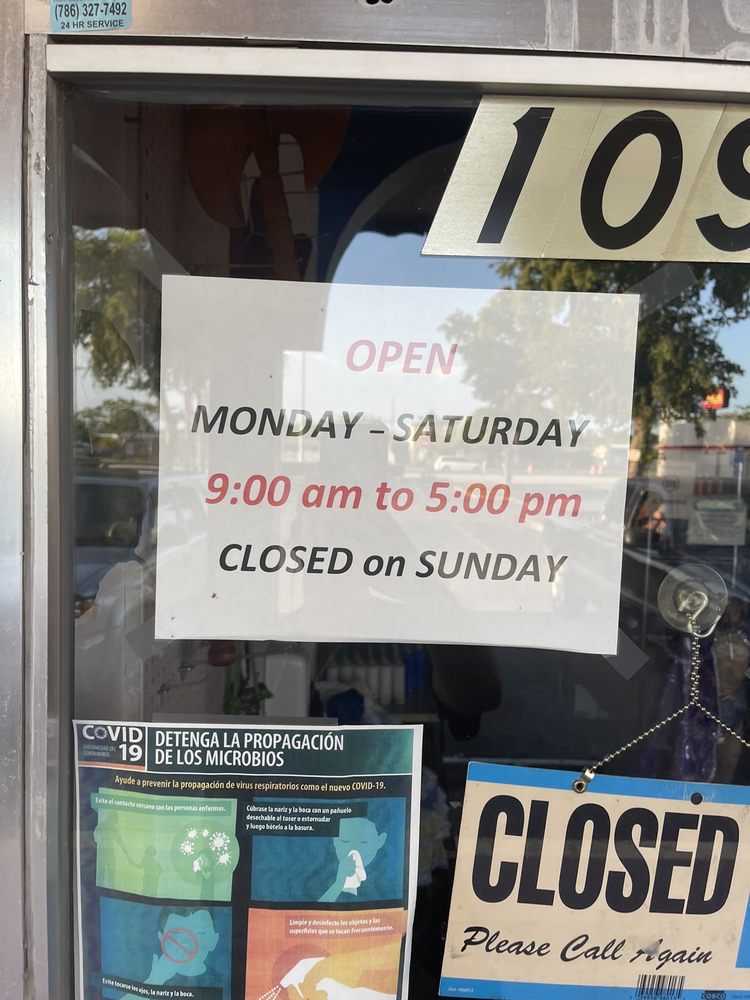 (786) 327-7492
24 HR SERVICE
109
OPEN
MONDAY – SATURDAY
9:00 am to 5:00 pm
CLOSED on SUNDAY
COVID
19
ENFERMEDAD DEL
CORONAVIRUS
DETENGA LA PROPAGACIÓN
DE LOS MICROBIOS
Ayude a prevenir la propagación de virus respiratorios como el nuevo COVID-19.
Evite el contacto cercano con las personas enfermas.
Cúbrase la nariz y la boca con un pañuelo
desechable al toser o estornudar
y luego bótelo a la basura.
Evite tocarse los ojos, la nariz y la boca.
Limpie y desinfecte los objetos y las
superficies que se tocan frecuentemente.
CLOSED
Please Call Again
COSCO